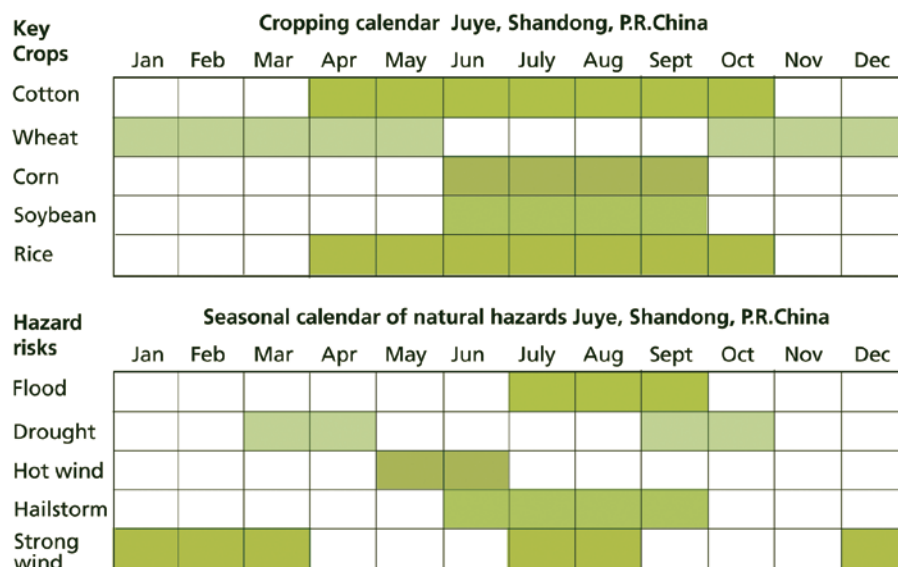 Key Crops
Cropping calendar Juye, Shandong, P.R.China
Jan Feb Mar Apr May Jun July Aug Sept Oct Nov Dec
Cotton
Wheat
Corn
Soybean
Rice
Hazard risks
Seasonal calendar of natural hazards Juye, Shandong, P.R.China
Jan Feb Mar Apr May Jun July Aug Sept Oct Nov Dec
Flood
Drought
Hot wind
Hailstorm
Strong
wind